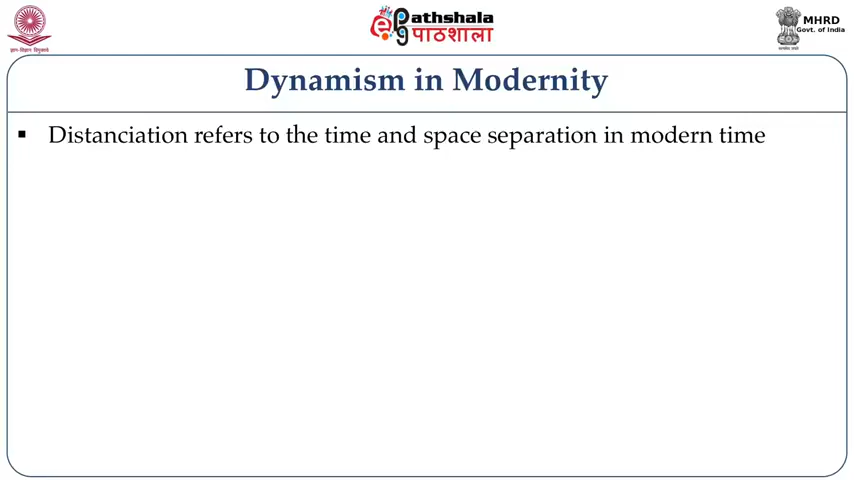 ePathshala
पाठशाला
MHRD
Govt. of India
ज्ञान-विज्ञान विमुक्तये
Dynamism in Modernity
▪ Distanciation refers to the time and space separation in modern time